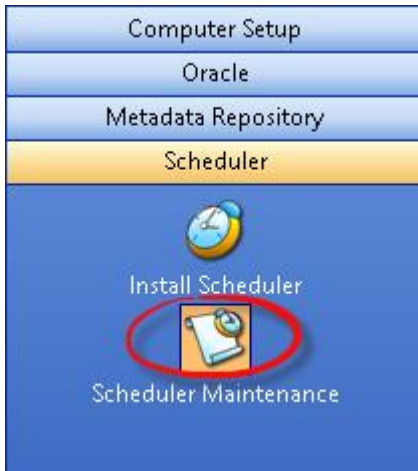 Computer Setup
Oracle
Metadata Repository
Scheduler
Install Scheduler
Scheduler Maintenance